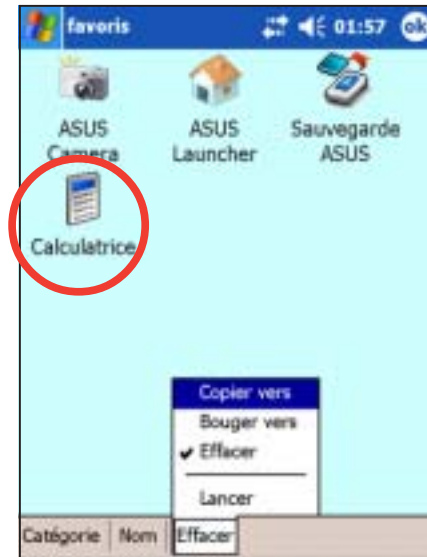 favoris 01:57 ok
ASUS Camera
ASUS Launcher
Sauvegarde ASUS
Calculatrice
Copier vers
Bouger vers
Effacer
Lancer
Catégorie Nom Effacer